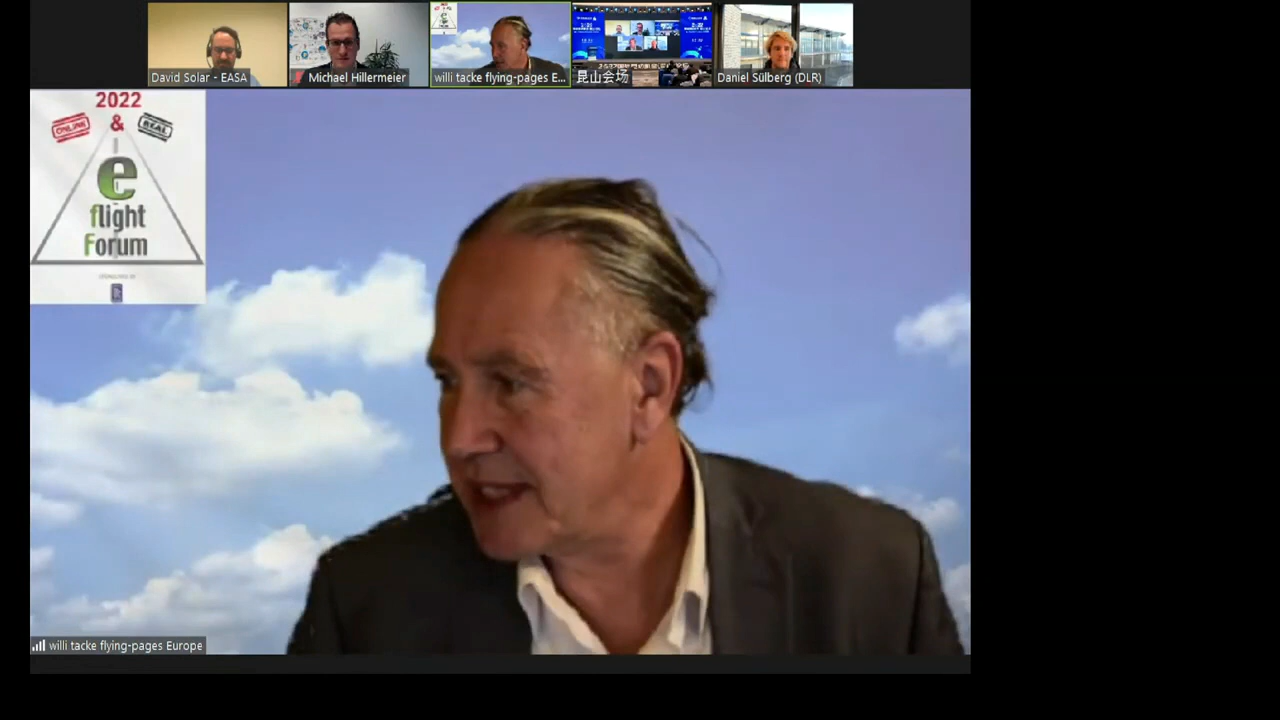 David Solar - EASA
Michael Hillermeier
willi tacke flying-pages E...
昆山会场
Daniel Sülberg (DLR)
2022
ONLINE & REAL
e
flight
Forum
willi tacke flying-pages Europe